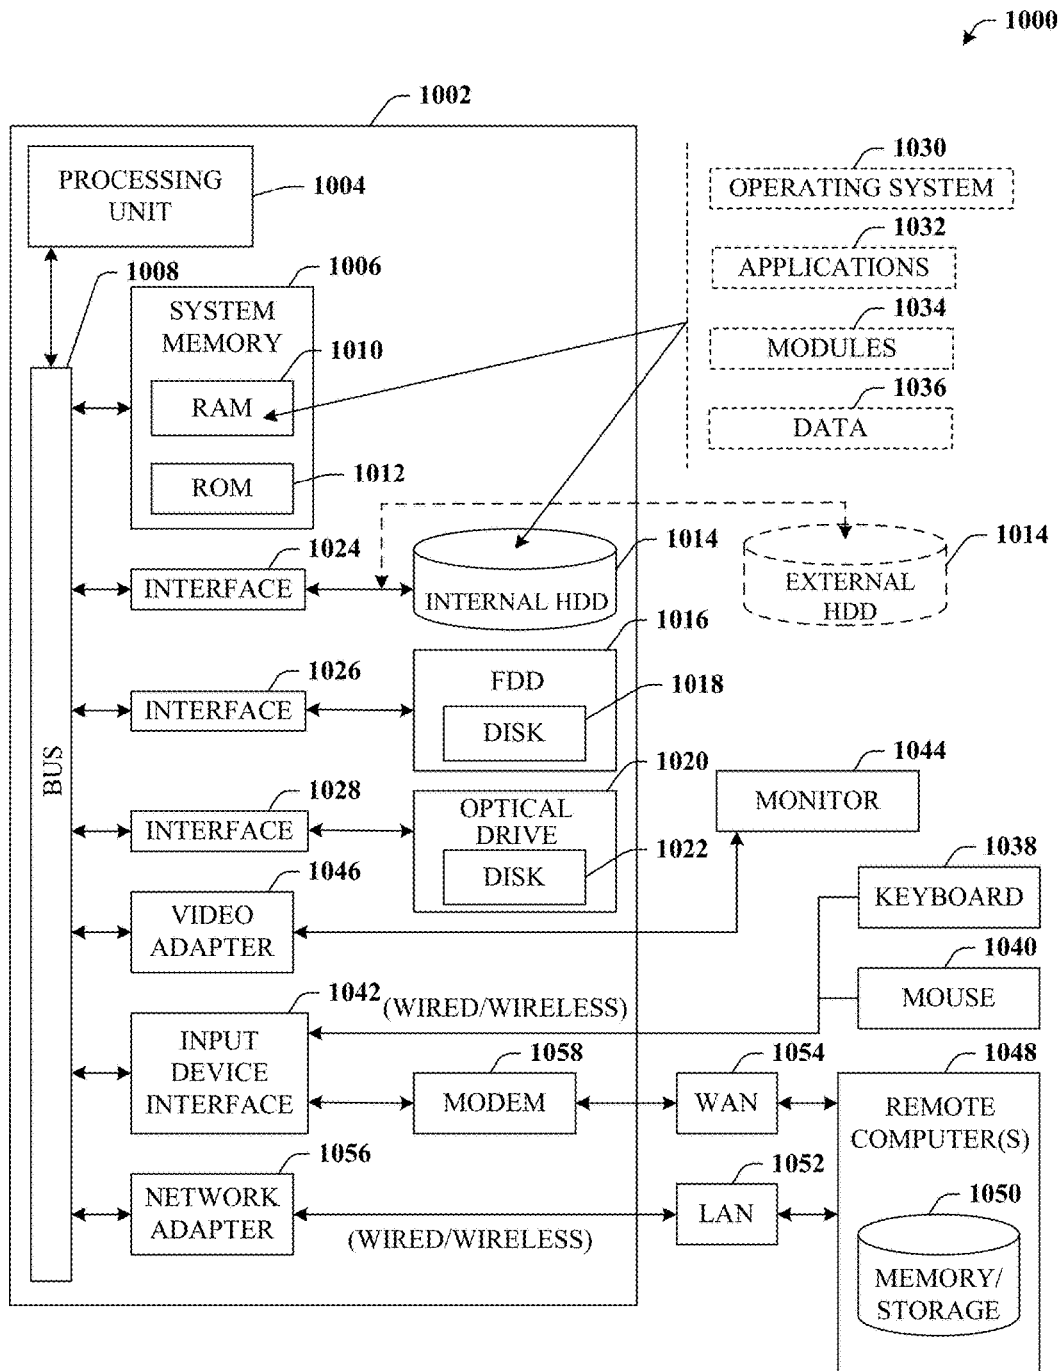 1000
1002
PROCESSING
UNIT
1004
1030
OPERATING SYSTEM
1032
APPLICATIONS
1034
MODULES
1036
DATA
1008
1006
SYSTEM
MEMORY
1010
RAM
1012
ROM
BUS
1024
INTERFACE
1014
INTERNAL HDD
1014
EXTERNAL
HDD
1026
INTERFACE
1016
FDD
1018
DISK
1028
INTERFACE
1020
OPTICAL
DRIVE
1022
DISK
1044
MONITOR
1046
VIDEO
ADAPTER
1038
KEYBOARD
1040
MOUSE
1042
INPUT
DEVICE
INTERFACE
(WIRED/WIRELESS)
1058
MODEM
1054
WAN
1048
REMOTE
COMPUTER(S)
1056
NETWORK
ADAPTER
(WIRED/WIRELESS)
1052
LAN
1050
MEMORY/
STORAGE